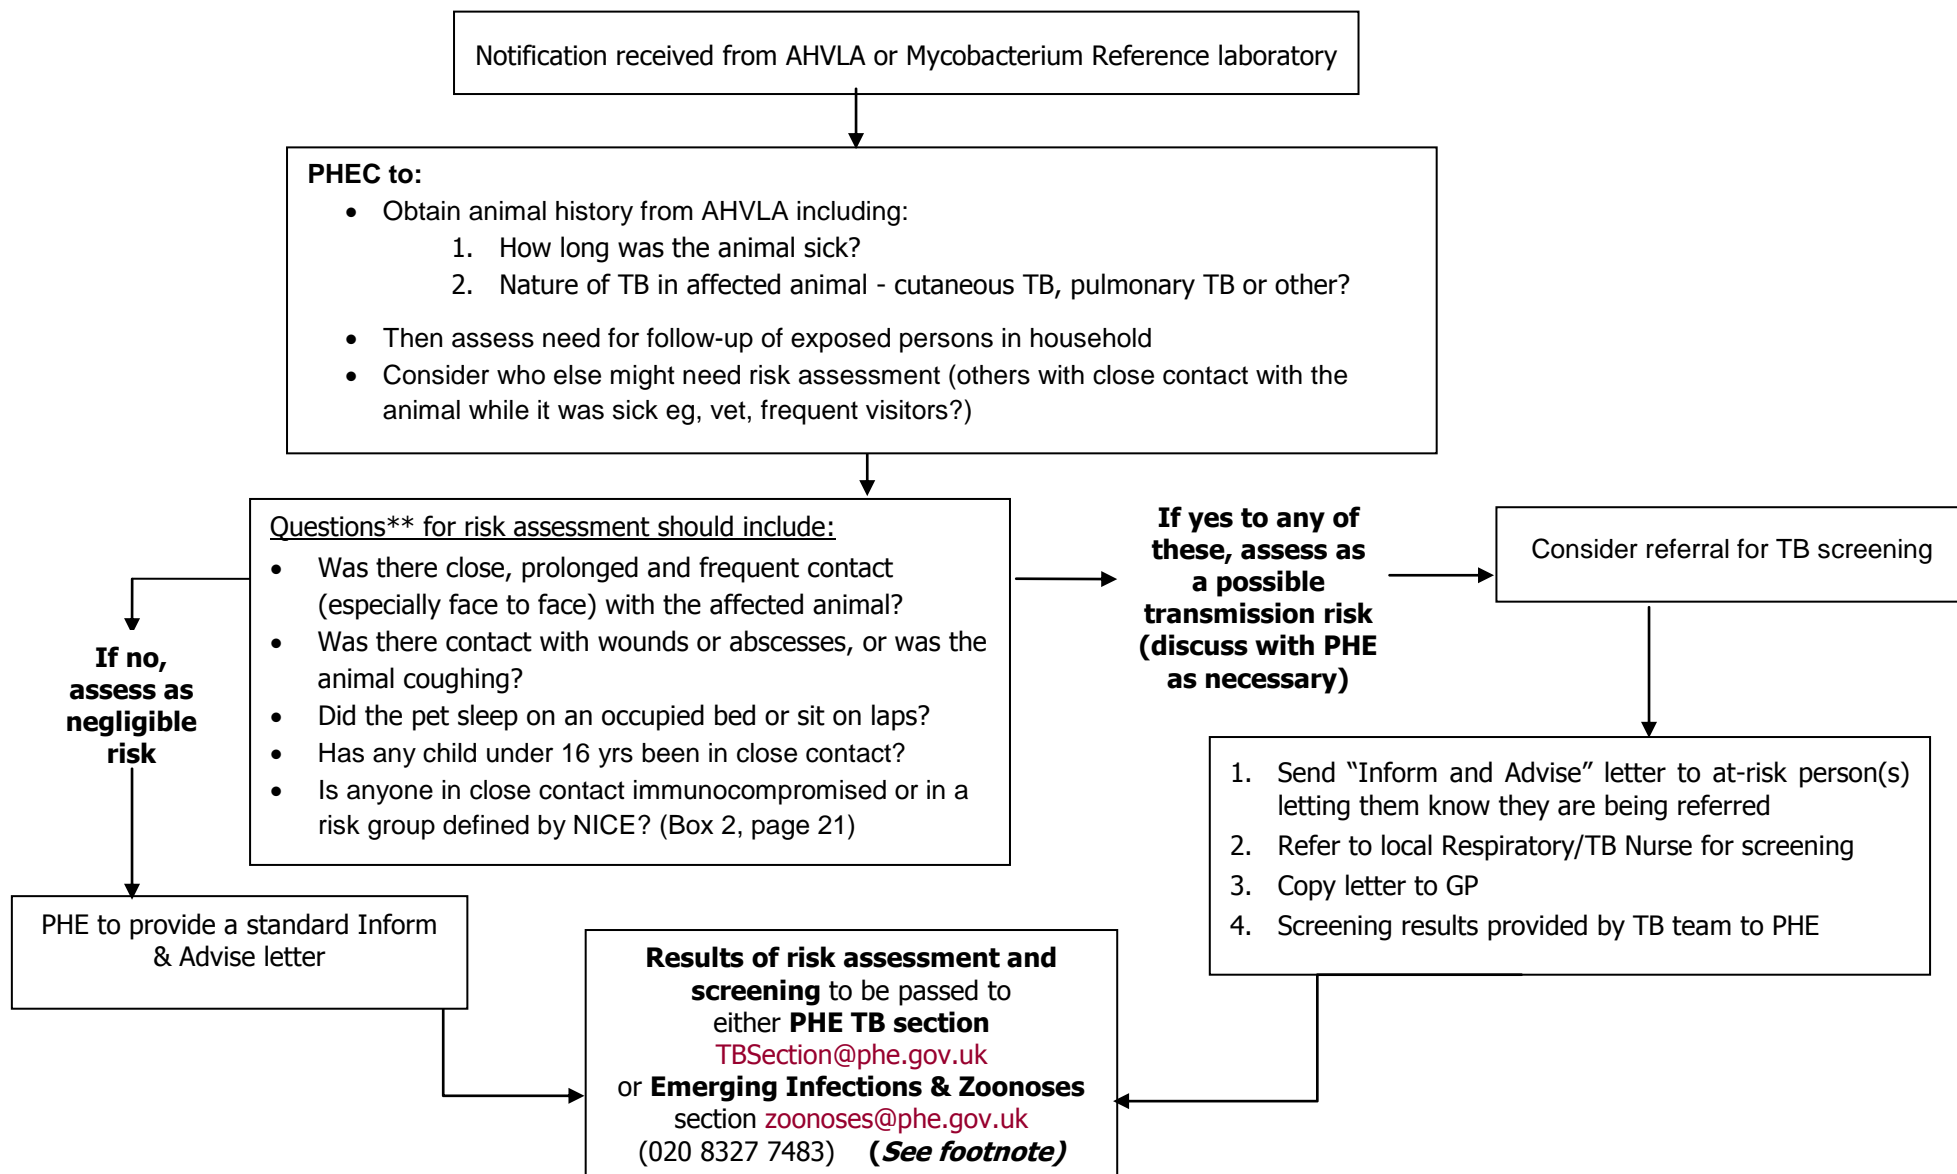 Notification received from AHVLA or Mycobacterium Reference laboratory
PHEC to:
• Obtain animal history from AHVLA including:
1. How long was the animal sick?
2. Nature of TB in affected animal - cutaneous TB, pulmonary TB or other?
• Then assess need for follow-up of exposed persons in household
• Consider who else might need risk assessment (others with close contact with the
animal while it was sick eg, vet, frequent visitors?)
Questions** for risk assessment should include:
• Was there close, prolonged and frequent contact
(especially face to face) with the affected animal?
• Was there contact with wounds or abscesses, or was the
animal coughing?
• Did the pet sleep on an occupied bed or sit on laps?
• Has any child under 16 yrs been in close contact?
• Is anyone in close contact immunocompromised or in a
risk group defined by NICE? (Box 2, page 21)
If yes to any of
these, assess as
a possible
transmission risk
(discuss with PHE
as necessary)
Consider referral for TB screening
If no,
assess as
negligible
risk
1. Send “Inform and Advise” letter to at-risk person(s)
letting them know they are being referred
2. Refer to local Respiratory/TB Nurse for screening
3. Copy letter to GP
4. Screening results provided by TB team to PHE
PHE to provide a standard Inform
& Advise letter
Results of risk assessment and
screening to be passed to
either PHE TB section
TBSection@phe.gov.uk
or Emerging Infections & Zoonoses
section zoonoses@phe.gov.uk
(020 8327 7483) (See footnote)